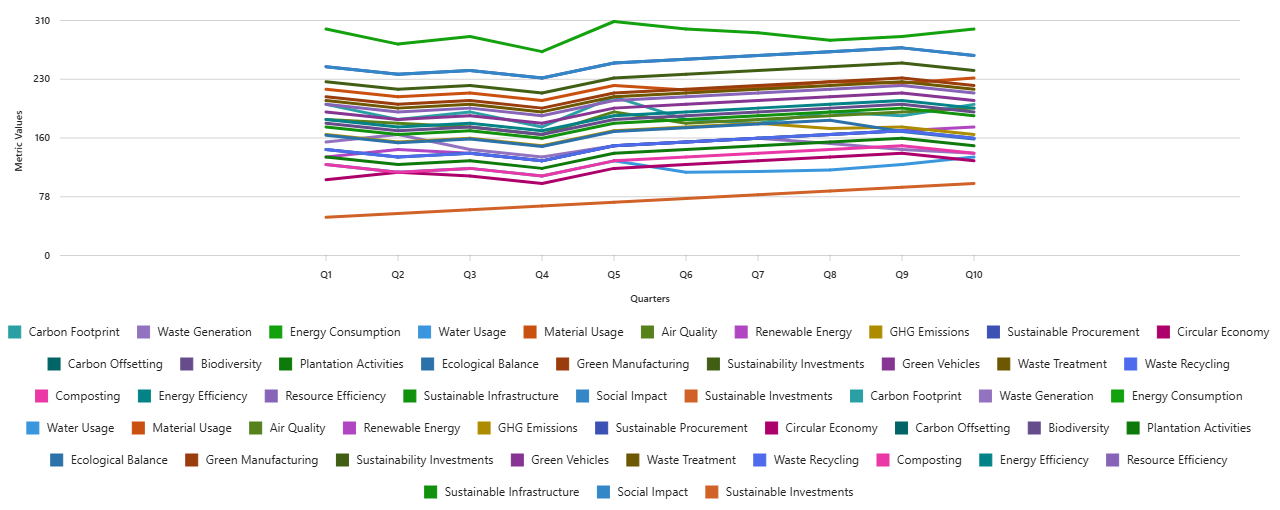 310
230
160
78
0
Metric Values
Q1 Q2 Q3 Q4 Q5 Q6 Q7 Q8 Q9 Q10
Quarters
Carbon Footprint Waste Generation Energy Consumption Water Usage Material Usage Air Quality Renewable Energy GHG Emissions Sustainable Procurement Circular Economy
Carbon Offsetting Biodiversity Plantation Activities Ecological Balance Green Manufacturing Sustainability Investments Green Vehicles Waste Treatment Waste Recycling
Composting Energy Efficiency Resource Efficiency Sustainable Infrastructure Social Impact Sustainable Investments Carbon Footprint Waste Generation Energy Consumption
Water Usage Material Usage Air Quality Renewable Energy GHG Emissions Sustainable Procurement Circular Economy Carbon Offsetting Biodiversity Plantation Activities
Ecological Balance Green Manufacturing Sustainability Investments Green Vehicles Waste Treatment Waste Recycling Composting Energy Efficiency Resource Efficiency
Sustainable Infrastructure Social Impact Sustainable Investments